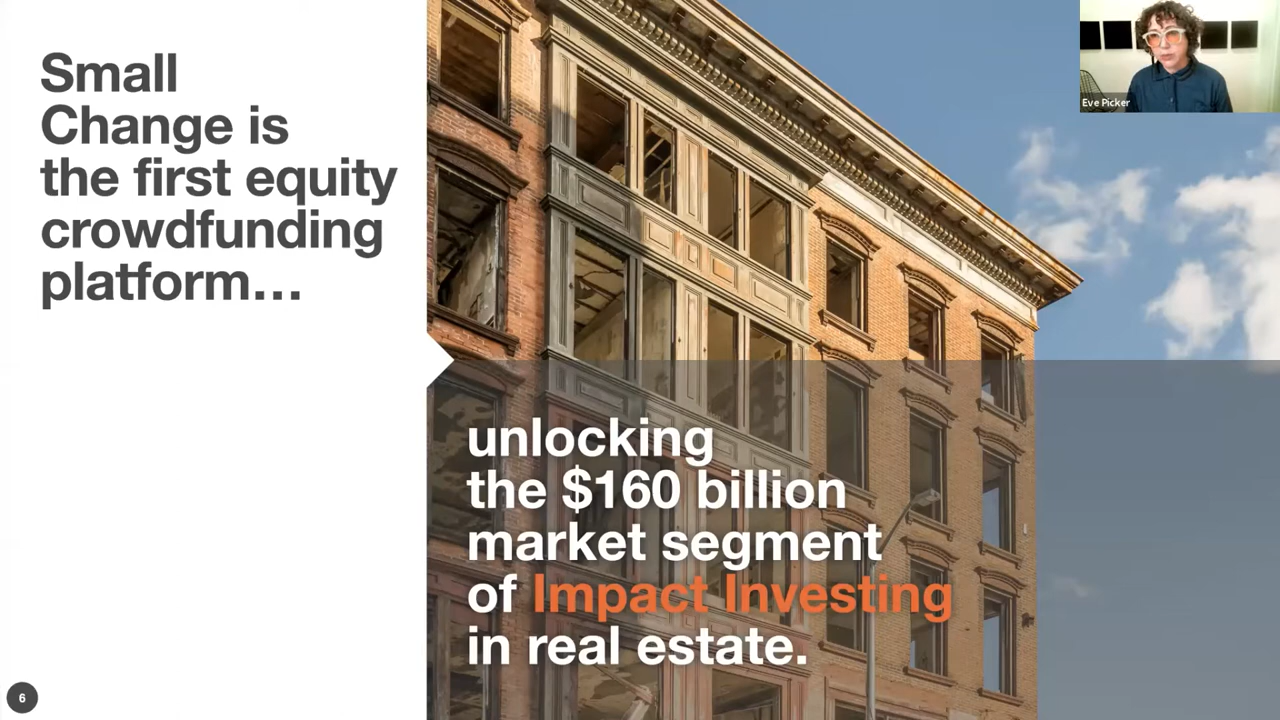 Small
Change is
the first equity
crowdfunding
platform...
Eve Picker
unlocking
the $160 billion
market segment
of Impact Investing
in real estate.
6